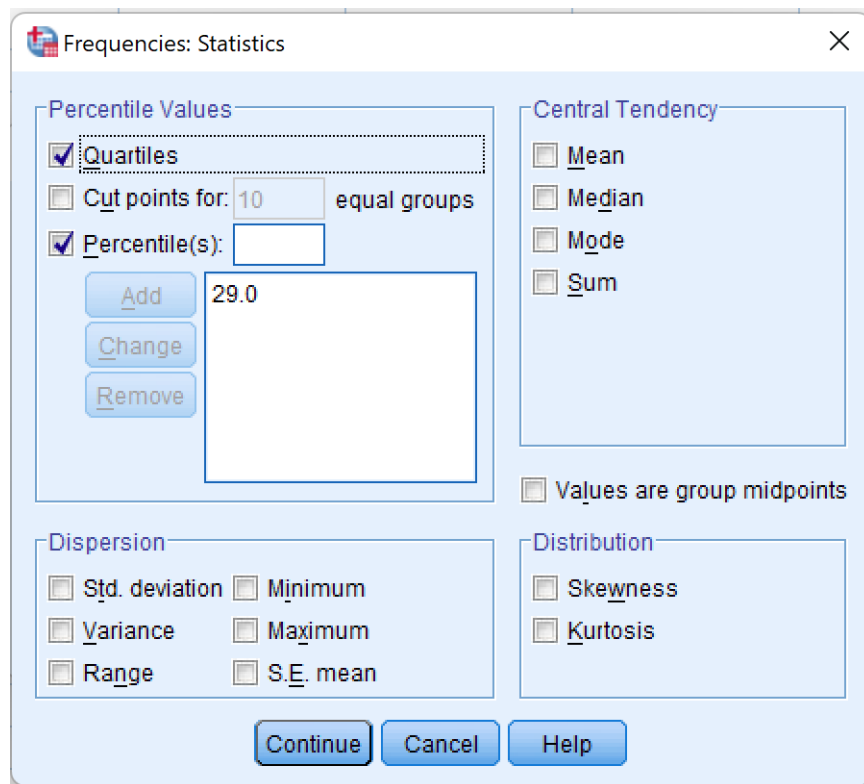 Frequencies: Statistics
Percentile Values
Quartiles
Cut points for: 10 equal groups
Percentile(s):
Add
Change
Remove
29.0
Central Tendency
Mean
Median
Mode
Sum
Values are group midpoints
Dispersion
Std. deviation Minimum
Variance Maximum
Range S.E. mean
Distribution
Skewness
Kurtosis
Continue Cancel Help